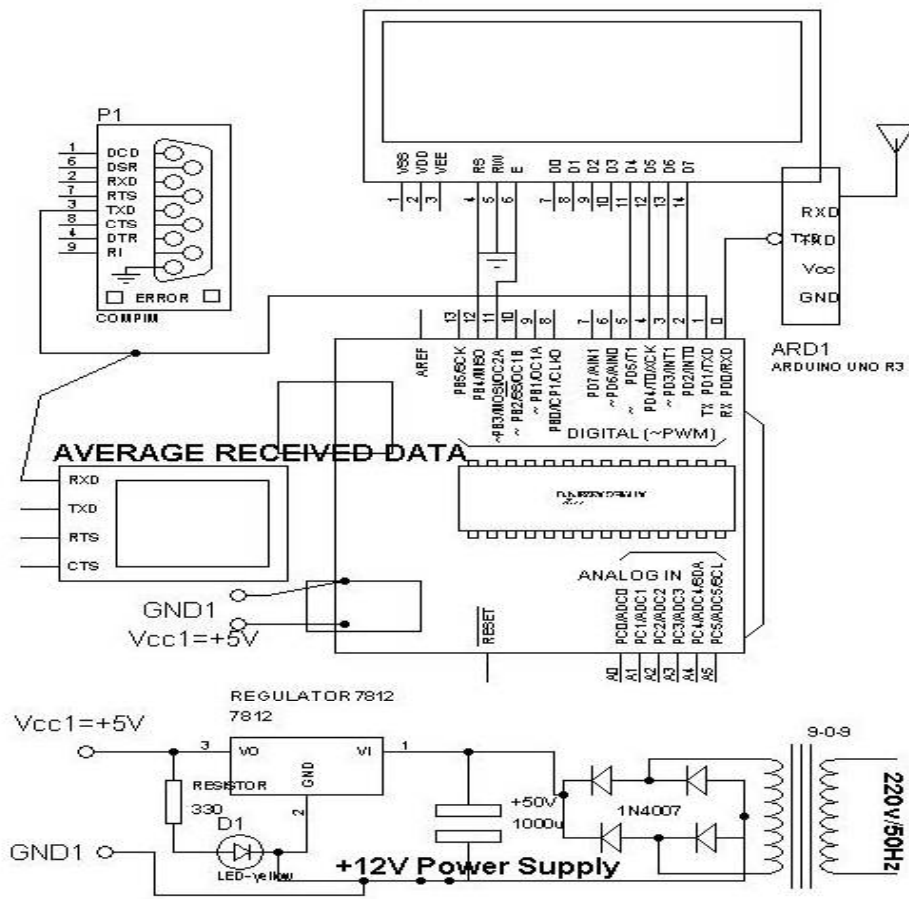 P1
1 DCD
6 DSR
2 RXD
7 RTS
3 TXD
8 CTS
4 DTR
9 RI
ERROR
COMPIM
VSS
VDD
VEE
RS
RW
E
D0
D1
D2
D3
D4
D5
D6
D7
1
2
3
4
5
6
7
8
9
10
11
12
13
14
RXD
TXD
Vcc
GND
ARD1
ARDUINO UNO R3
13
12
11
10
9
8
7
6
5
4
3
2
1
0
AREF
PB5/SCK
PB4/MISO
~PB3/MOSI/OC2A
~PB2/SS/OC1B
~PB1/OC1A
PB0/ICP1/CLKO
PD7/AIN1
~PD6/AIN0
~PD5/T1
PD4/T0/XCK
~PD3/INT1
PD2/INT0
TX PD1/TXD
RX PD0/RXD
DIGITAL (~PWM)
AVERAGE RECEIVED DATA
RXD
TXD
RTS
CTS
ANALOG IN
GND1
Vcc1=+5V
RESET
PC0/ADC0
PC1/ADC1
PC2/ADC2
PC3/ADC3
PC4/ADC4/SDA
PC5/ADC5/SCL
A0
A1
A2
A3
A4
A5
REGULATOR 7812
7812
Vcc1=+5V
3 VO
VI 1
GND
2
RESISTOR
330
D1
LED-yellow
GND1
+50V
1000u
1N4007
9-0-9
220v/50Hz
+12V Power Supply